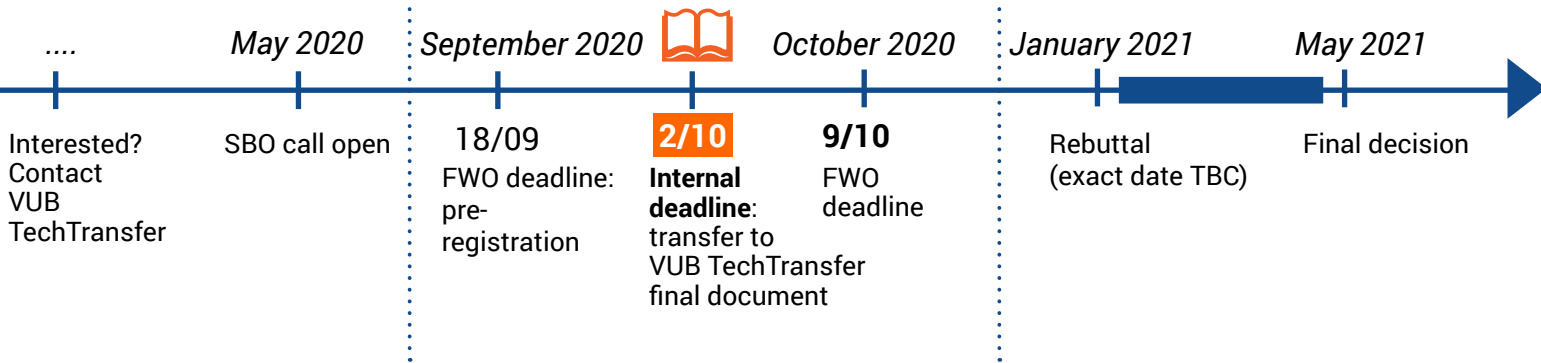 ....
May 2020
September 2020
October 2020
January 2021
May 2021
Interested?
Contact
VUB
TechTransfer
SBO call open
18/09
FWO deadline:
pre-
registration
2/10
Internal
deadline:
transfer to
VUB TechTransfer
final document
9/10
FWO
deadline
Rebuttal
(exact date TBC)
Final decision